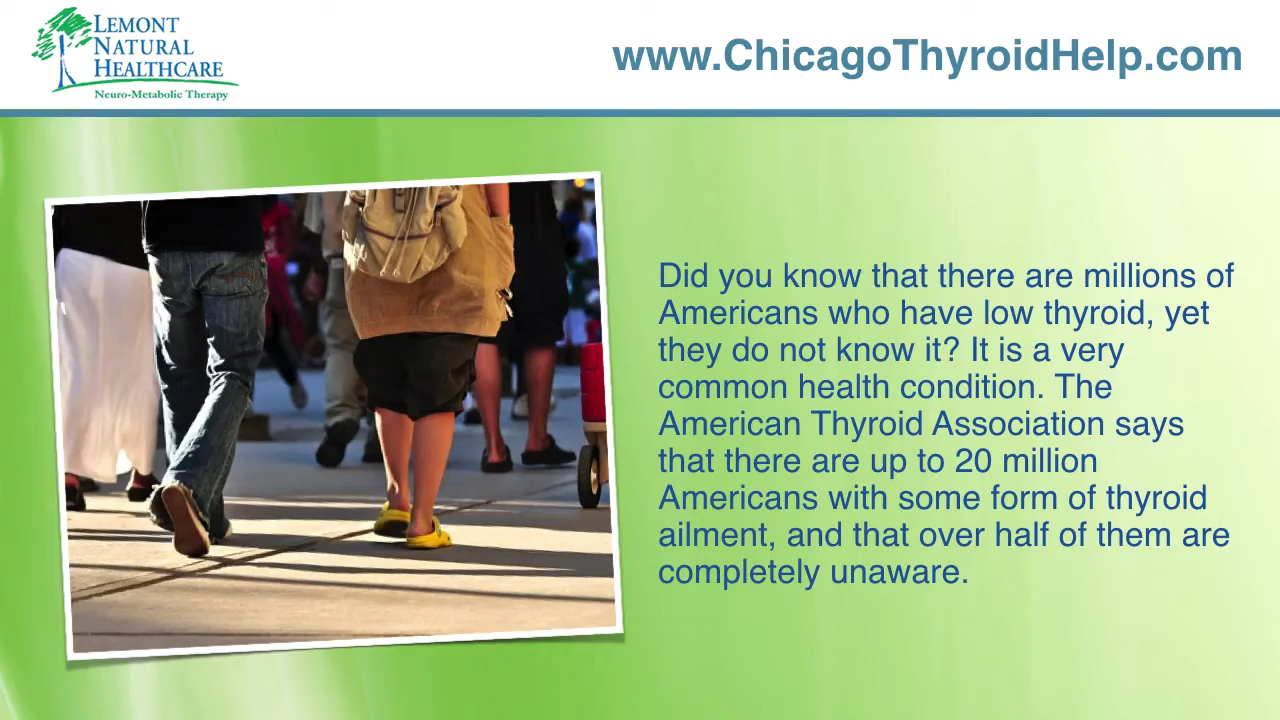 LEMONT
NATURAL
HEALTHCARE
Neuro-Metabolic Therapy
www.ChicagoThyroidHelp.com
Did you know that there are millions of
Americans who have low thyroid, yet
they do not know it? It is a very
common health condition. The
American Thyroid Association says
that there are up to 20 million
Americans with some form of thyroid
ailment, and that over half of them are
completely unaware.